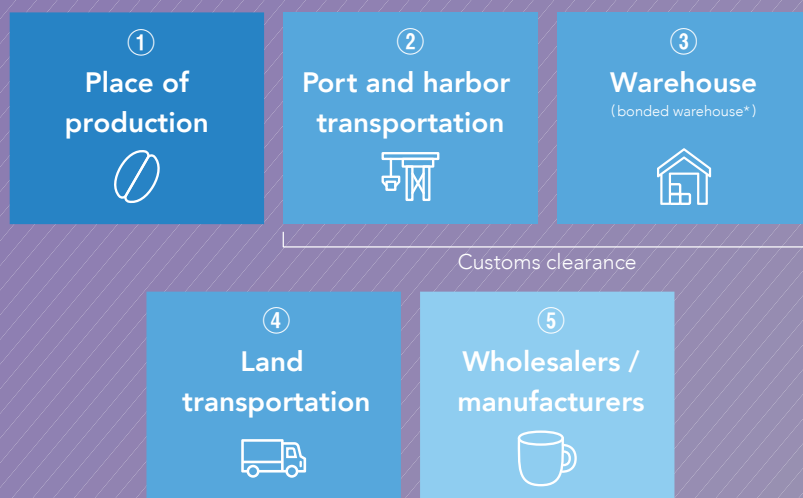 ①
Place of
production
②
Port and harbor
transportation
③
Warehouse
(bonded warehouse*)
Customs clearance
④
Land
transportation
⑤
Wholesalers /
manufacturers